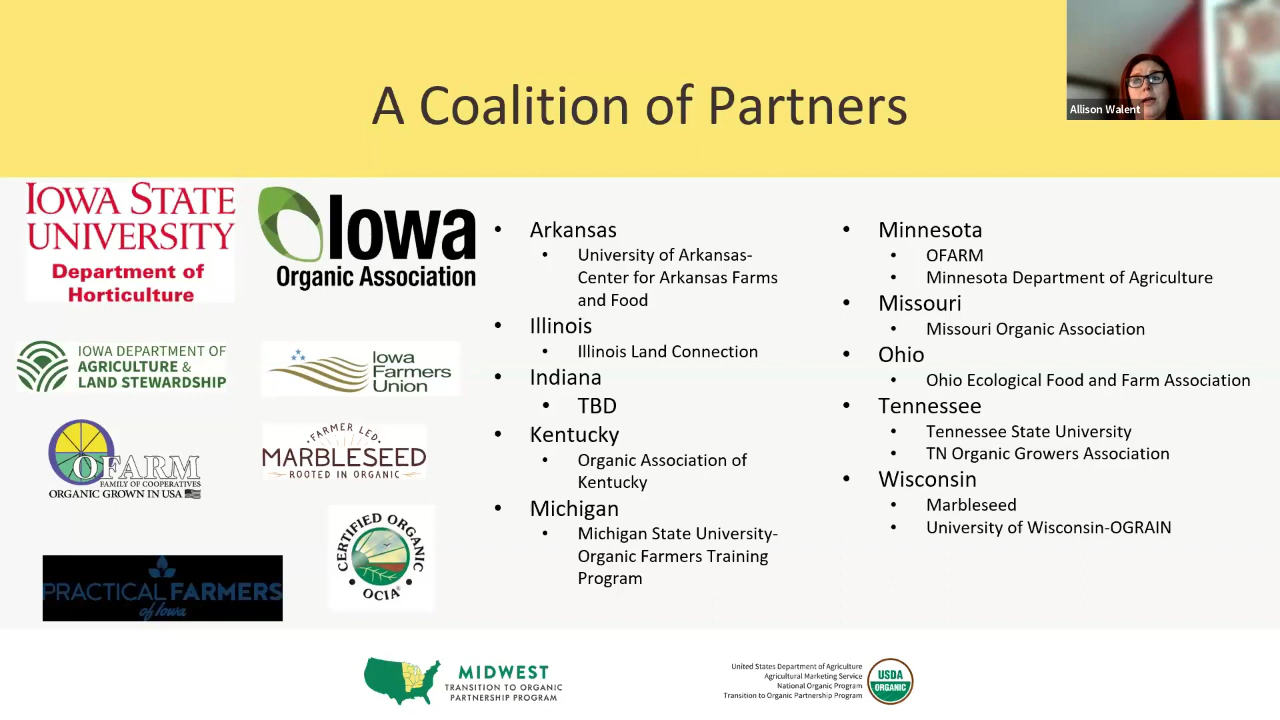 A Coalition of Partners
Allison Walent
IOWA STATE
UNIVERSITY
Department of
Horticulture
Iowa
Organic Association
IOWA DEPARTMENT OF
AGRICULTURE &
LAND STEWARDSHIP
Iowa
Farmers
Union
OFARM
FAMILY OF COOPERATIVES
ORGANIC GROWN IN USA
FARMER LED
MARBLESEED
ROOTED IN ORGANIC
PRACTICAL FARMERS
of Iowa
CERTIFIED ORGANIC
• OCIA® •
• Arkansas
• University of Arkansas-
Center for Arkansas Farms
and Food
• Illinois
• Illinois Land Connection
• Indiana
• TBD
• Kentucky
• Organic Association of
Kentucky
• Michigan
• Michigan State University-
Organic Farmers Training
Program
• Minnesota
• OFARM
• Minnesota Department of Agriculture
• Missouri
• Missouri Organic Association
• Ohio
• Ohio Ecological Food and Farm Association
• Tennessee
• Tennessee State University
• TN Organic Growers Association
• Wisconsin
• Marbleseed
• University of Wisconsin-OGRAIN
MIDWEST
TRANSITION TO ORGANIC
PARTNERSHIP PROGRAM
United States Department of Agriculture
Agricultural Marketing Service
National Organic Program
Transition to Organic Partnership Program
USDA
ORGANIC